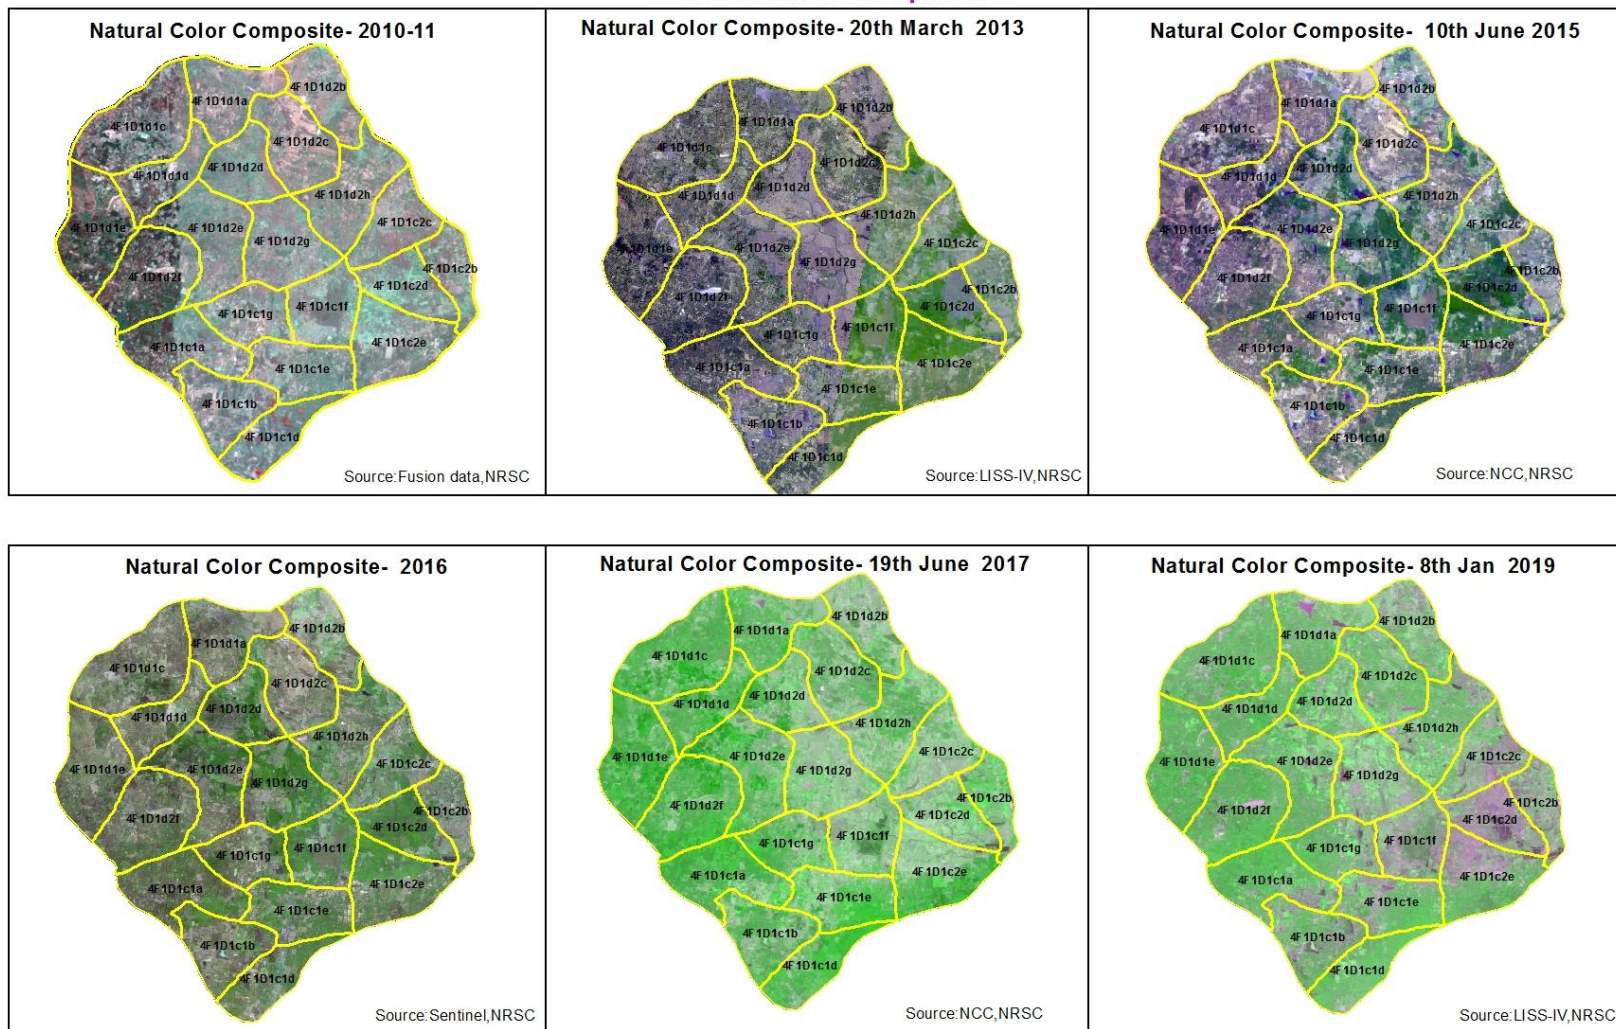 Natural Color Composite- 2010-11
4F1D1d2b
4F1D1d1a
4F1D1d1c
4F1D1d2c
4F1D1d2d
4F1D1d1d
4F1D1d2h
4F1D1d1e
4F1D1d2e
4F1D1c2c
4F1D1d2g
4F1D1c2b
4F1D1d2f
4F1D1c2d
4F1D1c1f
4F1D1c1g
4F1D1c2e
4F1D1c1a
4F1D1c1e
4F1D1c1b
4F1D1c1d
Source:Fusion data,NRSC
Natural Color Composite- 20th March 2013
4F1D1d2b
4F1D1d1a
4F1D1d1c
4F1D1d2c
4F1D1d2d
4F1D1d1d
4F1D1d2h
4F1D1c2c
4F1D1d1e
4F1D1d2e
4F1D1d2g
4F1D1c2b
4F1D1d2f
4F1D1c2d
4F1D1c1f
4F1D1c1g
4F1D1c2e
4F1D1c1a
4F1D1c1e
4F1D1c1b
4F1D1c1d
Source:LISS-IV,NRSC
Natural Color Composite- 10th June 2015
4F1D1d2b
4F1D1d1a
4F1D1d1c
4F1D1d2c
4F1D1d2d
4F1D1d1d
4F1D1d2h
4F1D1c2c
4F1D1d1e
4F1D1d2e
4F1D1d2g
4F1D1c2b
4F1D1d2f
4F1D1c2d
4F1D1c1f
4F1D1c1g
4F1D1c2e
4F1D1c1a
4F1D1c1e
4F1D1c1b
4F1D1c1d
Source:NCC,NRSC
Natural Color Composite- 2016
4F1D1d2b
4F1D1d1a
4F1D1d1c
4F1D1d2c
4F1D1d2d
4F1D1d1d
4F1D1d2h
4F1D1c2c
4F1D1d1e
4F1D1d2e
4F1D1d2g
4F1D1c2b
4F1D1d2f
4F1D1c2d
4F1D1c1f
4F1D1c1g
4F1D1c2e
4F1D1c1a
4F1D1c1e
4F1D1c1b
4F1D1c1d
Source:Sentinel,NRSC
Natural Color Composite- 19th June 2017
4F1D1d2b
4F1D1d1a
4F1D1d1c
4F1D1d2c
4F1D1d2d
4F1D1d1d
4F1D1d2h
4F1D1c2c
4F1D1d1e
4F1D1d2e
4F1D1d2g
4F1D1c2b
4F1D1d2f
4F1D1c2d
4F1D1c1f
4F1D1c1g
4F1D1c2e
4F1D1c1a
4F1D1c1e
4F1D1c1b
4F1D1c1d
Source:NCC,NRSC
Natural Color Composite- 8th Jan 2019
4F1D1d2b
4F1D1d1a
4F1D1d1c
4F1D1d2c
4F1D1d2d
4F1D1d1d
4F1D1d2h
4F1D1c2c
4F1D1d1e
4F1D1d2e
4F1D1d2g
4F1D1c2b
4F1D1d2f
4F1D1c2d
4F1D1c1f
4F1D1c1g
4F1D1c2e
4F1D1c1a
4F1D1c1e
4F1D1c1b
4F1D1c1d
Source:LISS-IV,NRSC